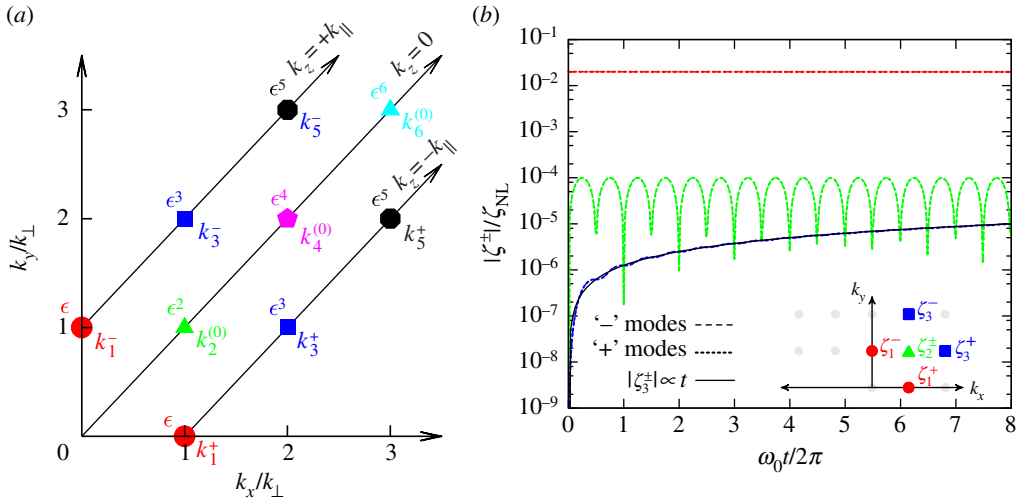 (a)
k_y/k_⊥
k_x/k_⊥
0
1
2
3
1
2
3
k_z = +k_∥
k_z = 0
k_z = −k_∥
ϵ^5
k_5^−
ϵ^6
k_6^(0)
ϵ^3
k_3^−
ϵ^4
k_4^(0)
ϵ^5
k_5^+
ϵ
k_1^−
ϵ^2
k_2^(0)
ϵ^3
k_3^+
ϵ
k_1^+
(b)
|ζ^±|/ζ_NL
10^−1
10^−2
10^−3
10^−4
10^−5
10^−6
10^−7
10^−8
10^−9
0
1
2
3
4
5
6
7
8
ω_0t/2π
‘−’ modes
‘+’ modes
|ζ_3^±| ∝ t
k_y
ζ_3^−
ζ_1^−
ζ_2^±
ζ_3^+
ζ_1^+
k_x